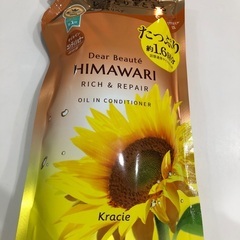 Dear Beauté
HIMAWARI
RICH & REPAIR
OIL IN CONDITIONER
たっぷり
約1.6回分
Kracie